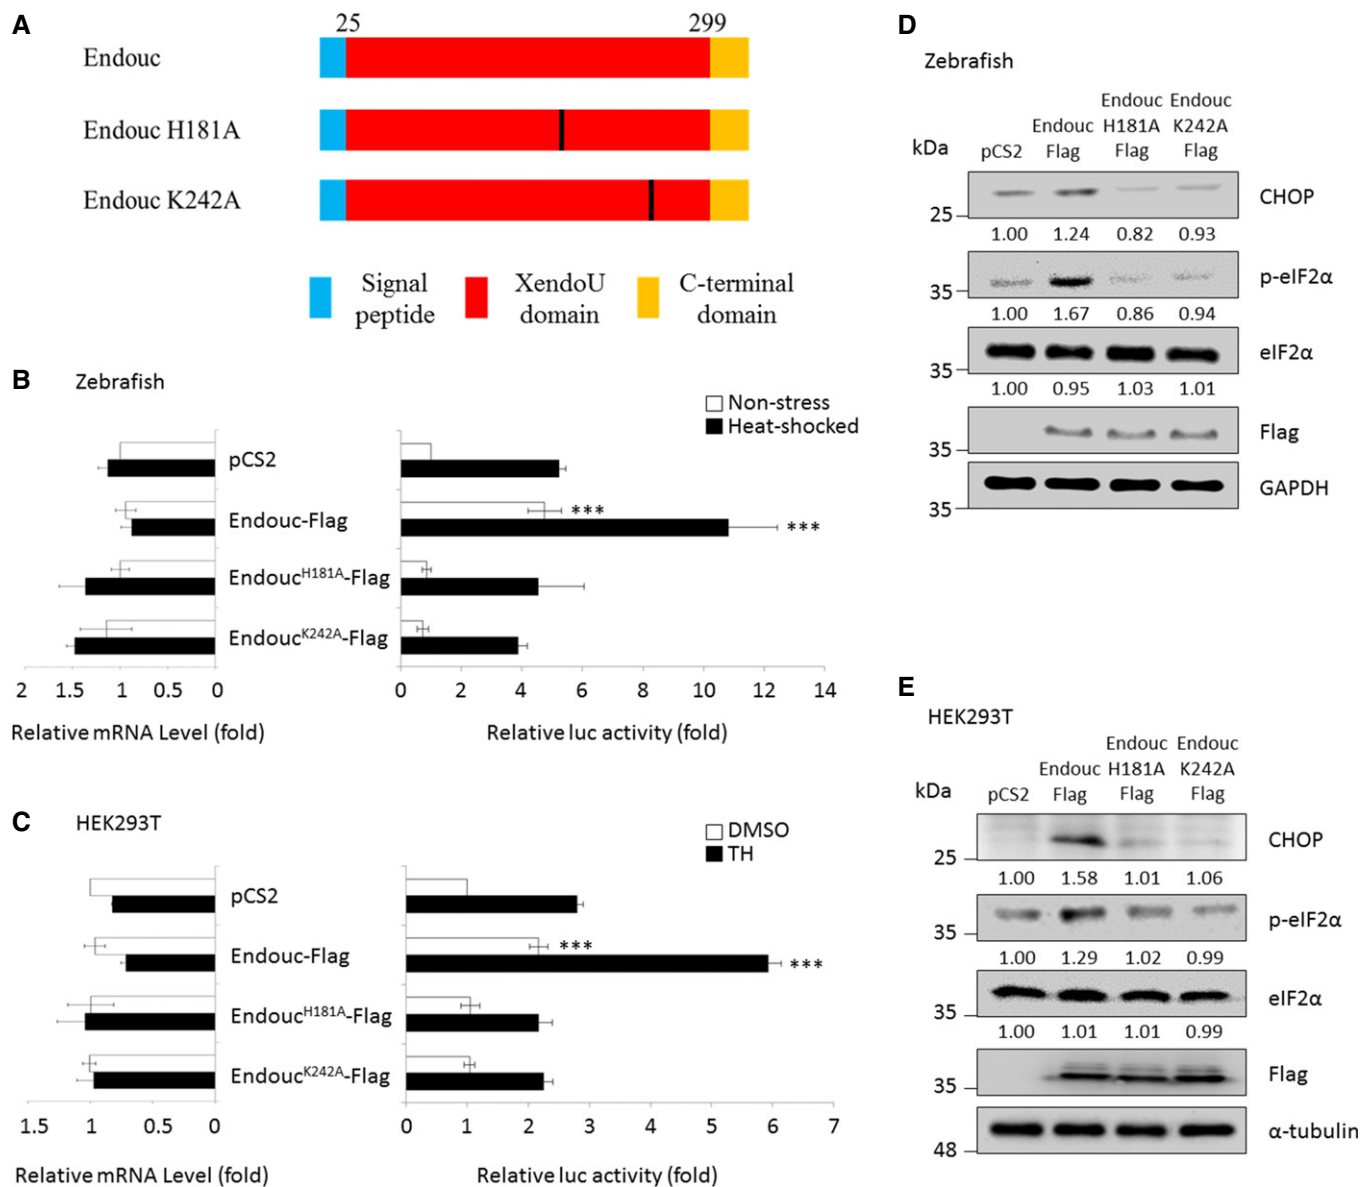 A
25 299
Endouc
Endouc H181A
Endouc K242A
Signal peptide
XendoU domain
C-terminal domain
B
Zebrafish
Non-stress
Heat-shocked
pCS2
Endouc-Flag
***
***
Endouc^H181A-Flag
Endouc^K242A-Flag
2 1.5 1 0.5 0
0 2 4 6 8 10 12 14
Relative mRNA Level (fold)
Relative luc activity (fold)
C
HEK293T
DMSO
TH
pCS2
Endouc-Flag
***
***
Endouc^H181A-Flag
Endouc^K242A-Flag
1.5 1 0.5 0
0 1 2 3 4 5 6 7
Relative mRNA Level (fold)
Relative luc activity (fold)
D
Zebrafish
Endouc Endouc
Endouc H181A K242A
kDa pCS2 Flag Flag Flag
25 CHOP
1.00 1.24 0.82 0.93
35 p-eIF2α
1.00 1.67 0.86 0.94
35 eIF2α
1.00 0.95 1.03 1.01
35 Flag
35 GAPDH
E
HEK293T
Endouc Endouc
Endouc H181A K242A
kDa pCS2 Flag Flag Flag
25 CHOP
1.00 1.58 1.01 1.06
35 p-eIF2α
1.00 1.29 1.02 0.99
35 eIF2α
1.00 1.01 1.01 0.99
35 Flag
48 α-tubulin